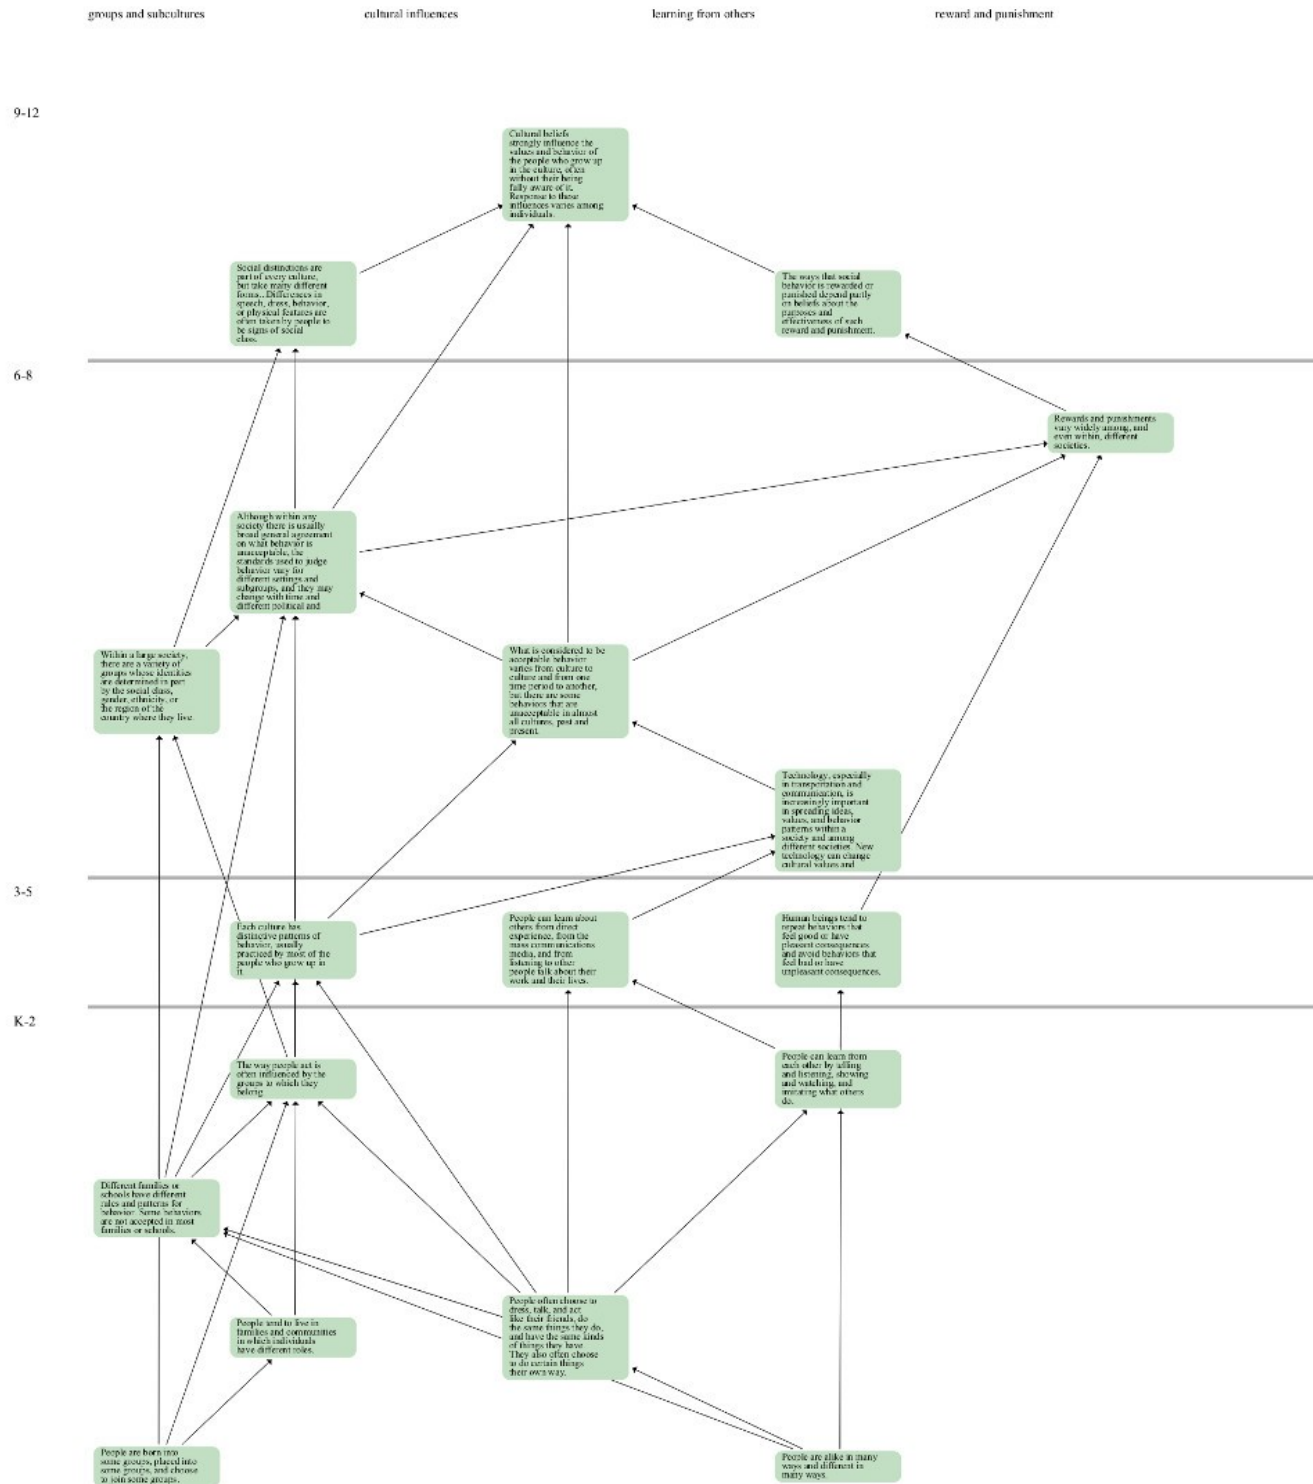 groups and subcultures
cultural influences
learning from others
reward and punishment
9-12
Cultural beliefs
strongly influence the
values and behavior of
the people who grow up
in the culture, often
without their being
fully aware of it.
Response to these
influences varies among
individuals.
Social distinctions are
part of every culture,
but take many different
forms...Differences in
speech, dress, behavior,
or physical features are
often taken by people to
be signs of social
class.
The ways that social
behavior is rewarded or
punished depend partly
on beliefs about the
purposes and
effectiveness of such
reward and punishment.
6-8
Rewards and punishments
vary widely among, and
even within, different
societies.
Although within any
society there is usually
broad general agreement
on what behavior is
unacceptable, the
standards used to judge
behavior vary for
different settings and
subgroups, and they may
change with time and
different political and
Within a large society,
there are a variety of
groups whose identities
are determined in part
by the social class,
gender, ethnicity, or
the region of the
country where they live.
What is considered to be
acceptable behavior
varies from culture to
culture and from one
time period to another,
but there are some
behaviors that are
unacceptable in almost
all cultures, past and
present.
Technology, especially
in transportation and
communication, is
increasingly important
in spreading ideas,
values, and behavior
patterns within a
society and among
different societies. New
technology can change
cultural values and
3-5
Each culture has
distinctive patterns of
behavior, usually
practiced by most of the
people who grow up in
it.
People can learn about
others from direct
experience, from the
mass communications
media, and from
listening to other
people talk about their
work and their lives.
Human beings tend to
repeat behaviors that
feel good or have
pleasant consequences
and avoid behaviors that
feel bad or have
unpleasant consequences.
K-2
The way people act is
often influenced by the
groups to which they
belong.
People can learn from
each other by telling
and listening, showing
and watching, and
imitating what others
do.
Different families or
schools have different
rules and patterns for
behavior. Some behaviors
are not accepted in most
families or schools.
People tend to live in
families and communities
in which individuals
have different roles.
People often choose to
dress, talk, and act
like their friends, do
the same things they do,
and have the same kinds
of things they have.
They also often choose
to do certain things
their own way.
People are born into
some groups, placed into
some groups, and choose
to join some groups.
People are alike in many
ways and different in
many ways.